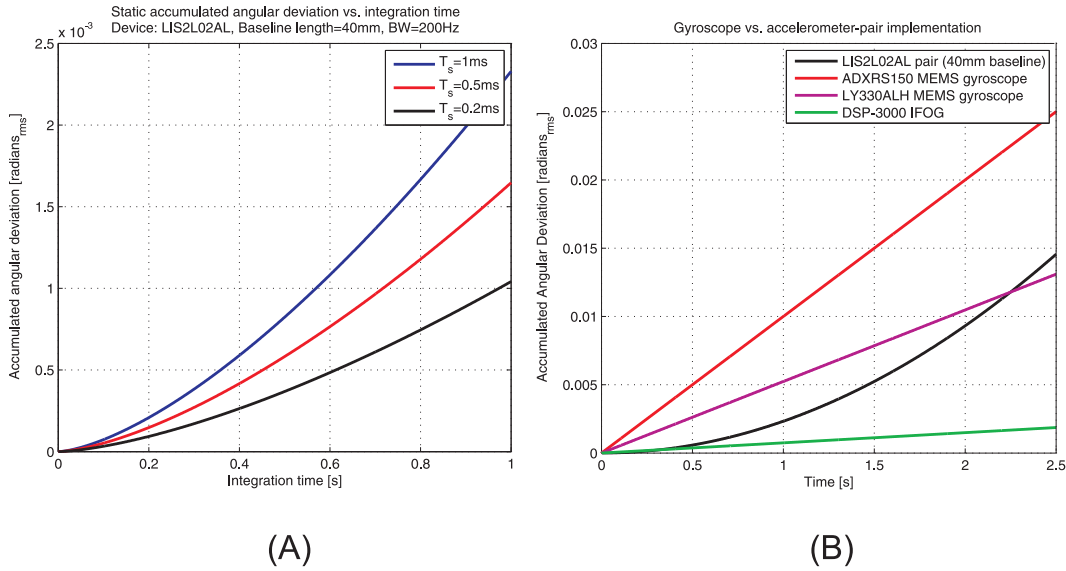 Static accumulated angular deviation vs. integration time
Device: LIS2L02AL, Baseline length=40mm, BW=200Hz
x 10⁻³
2.5
2
1.5
1
0.5
0
0
0.2
0.4
0.6
0.8
1
Accumulated angular deviation [radians_rms]
Integration time [s]
T_s=1ms
T_s=0.5ms
T_s=0.2ms
(A)
Gyroscope vs. accelerometer-pair implementation
0.03
0.025
0.02
0.015
0.01
0.005
0
0
0.5
1
1.5
2
2.5
Accumulated Angular Deviation [radians_rms]
Time [s]
LIS2L02AL pair (40mm baseline)
ADXRS150 MEMS gyroscope
LY330ALH MEMS gyroscope
DSP-3000 IFOG
(B)